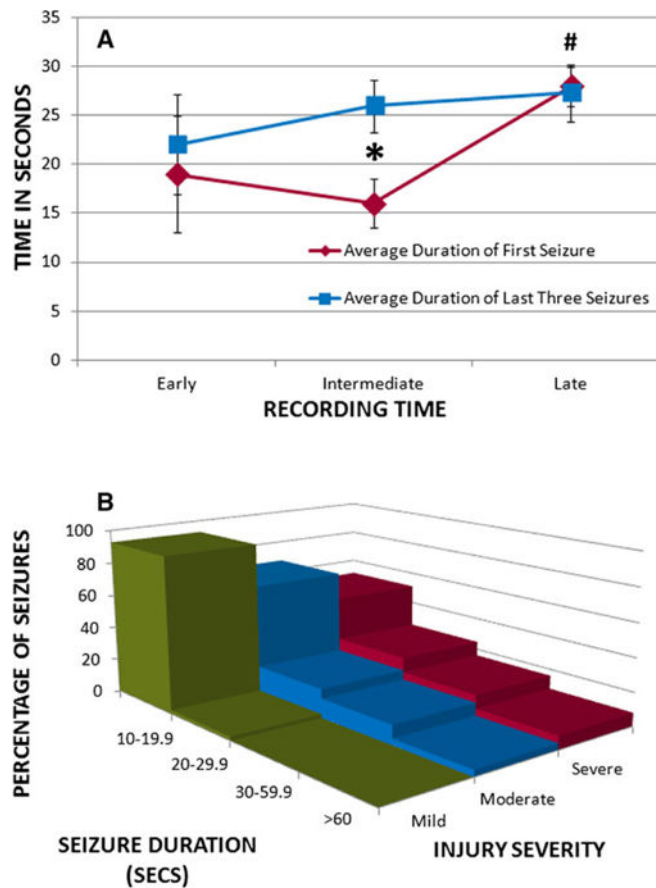 A
#
35
30
25
20
15
10
5
0
TIME IN SECONDS
*
Average Duration of First Seizure
Average Duration of Last Three Seizures
Early Intermediate Late
RECORDING TIME
B
PERCENTAGE OF SEIZURES
100
80
60
40
20
0
10-19.9
20-29.9
30-59.9
>60
Mild
Moderate
Severe
SEIZURE DURATION
(SECS)
INJURY SEVERITY